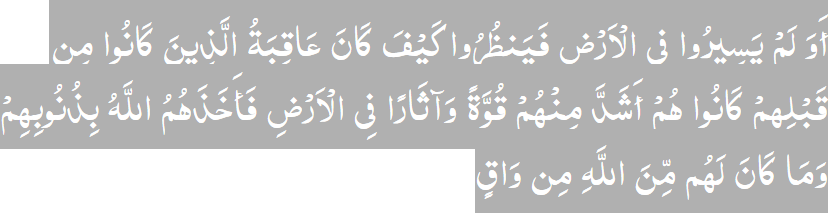 أَوَ لَمْ يَسِيرُوا فِي الْاَرْضِ فَيَنظُرُوا كَيْفَ كَانَ عَاقِبَةُ الَّذِينَ كَانُوا مِن
قَبْلِهِمْ كَانُوا هُمْ أَشَدَّ مِنْهُمْ قُوَّةً وَآثَارًا فِي الْاَرْضِ فَأَخَذَهُمُ اللَّهُ بِذُنُوبِهِمْ
وَمَا كَانَ لَهُم مِّنَ اللَّهِ مِن وَاقٍ